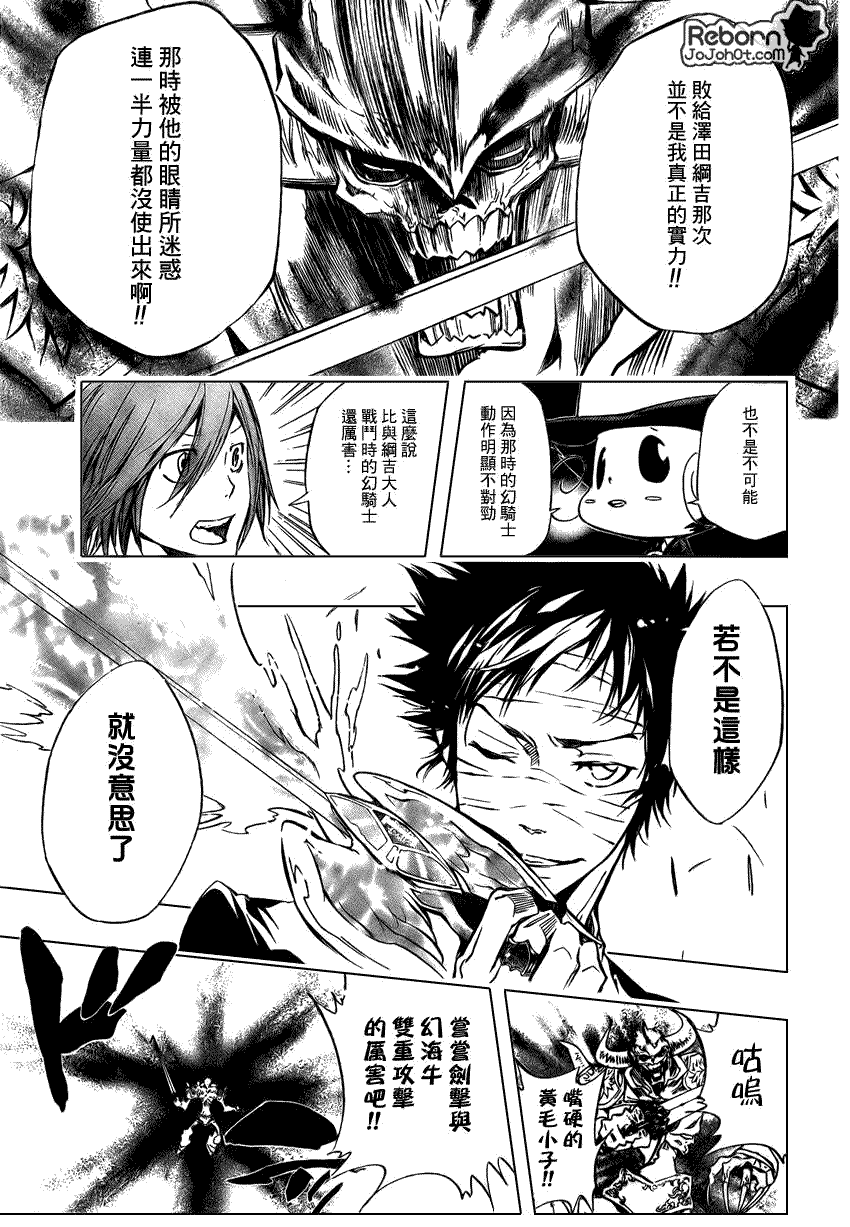 Reborn
JoJoHot.com
敗給澤田綱吉那次
並不是我真正的實力!!
那時被他的眼睛所迷惑
連一半力量都沒使出來啊!!
也不是不可能
因為那時的幻騎士
動作明顯不對勁
這麼說
比與綱吉大人
戰鬥時的幻騎士
還厲害…
若不是這樣
就沒意思了
咕嗚
嘴硬的
黃毛小子!!
嘗嘗劍擊與
幻海牛
雙重攻擊
的厲害吧!!